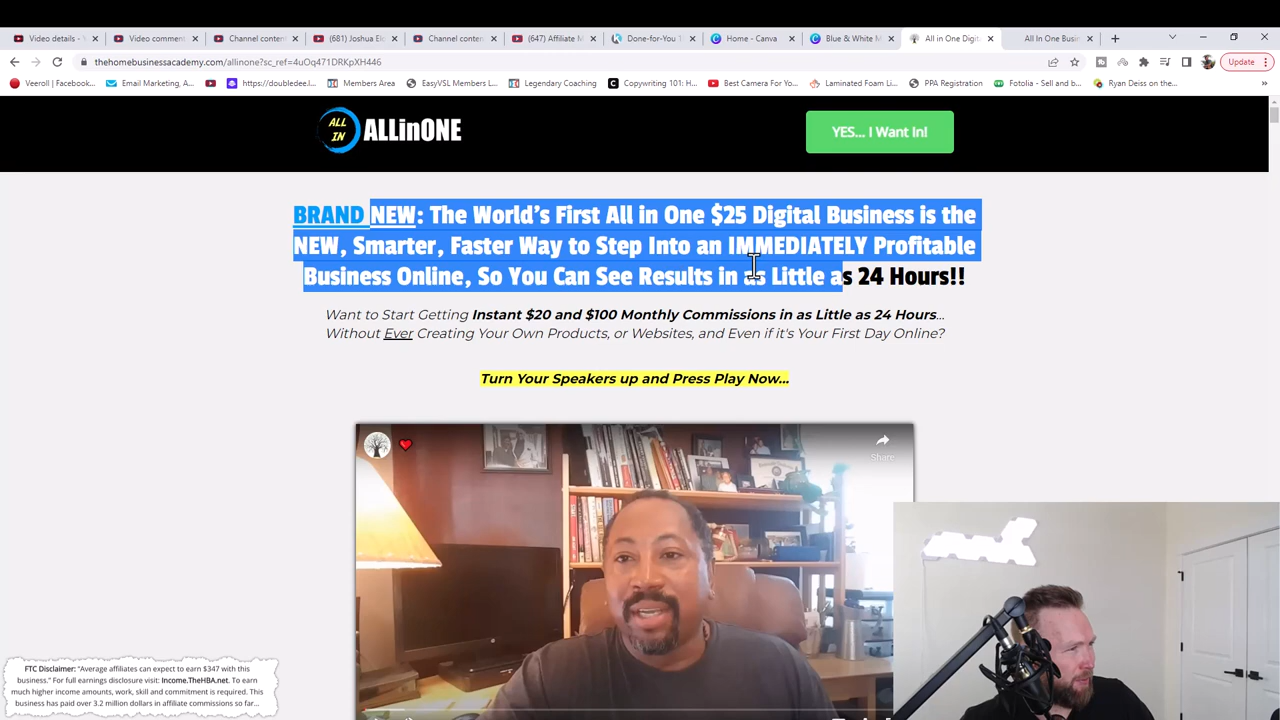 Video details - Y
Video comment
Channel conten
(681) Joshua El
Channel conten
(647) Affiliate M
Done-for-You 1
Home - Canva
Blue & White M
All in One Digit
All In One Busin
thehomebusinessacademy.com/allinone?sc_ref=4uOq471DRKpXH446
Update
Veeroll | Facebook...
Email Marketing, A...
https://doubledee.l...
Members Area
EasyVSL Members L...
Legendary Coaching
Copywriting 101: H...
Best Camera For Yo...
Laminated Foam Li...
PPA Registration
Fotolia - Sell and b...
Ryan Deiss on the...
ALL IN
ALLinONE
YES... I Want In!
BRAND NEW: The World's First All in One $25 Digital Business is the
NEW, Smarter, Faster Way to Step Into an IMMEDIATELY Profitable
Business Online, So You Can See Results in as Little as 24 Hours!!
Want to Start Getting Instant $20 and $100 Monthly Commissions in as Little as 24 Hours...
Without Ever Creating Your Own Products, or Websites, and Even if it's Your First Day Online?
Turn Your Speakers up and Press Play Now...
Share
FTC Disclaimer: "Average affiliates can expect to earn $347 with this
business." For full earnings disclosure visit: Income.TheHBA.net. To
earn much higher income amounts, work, skill and commitment is required. This
business has paid over 3.2 million dollars in affiliate commissions so far...